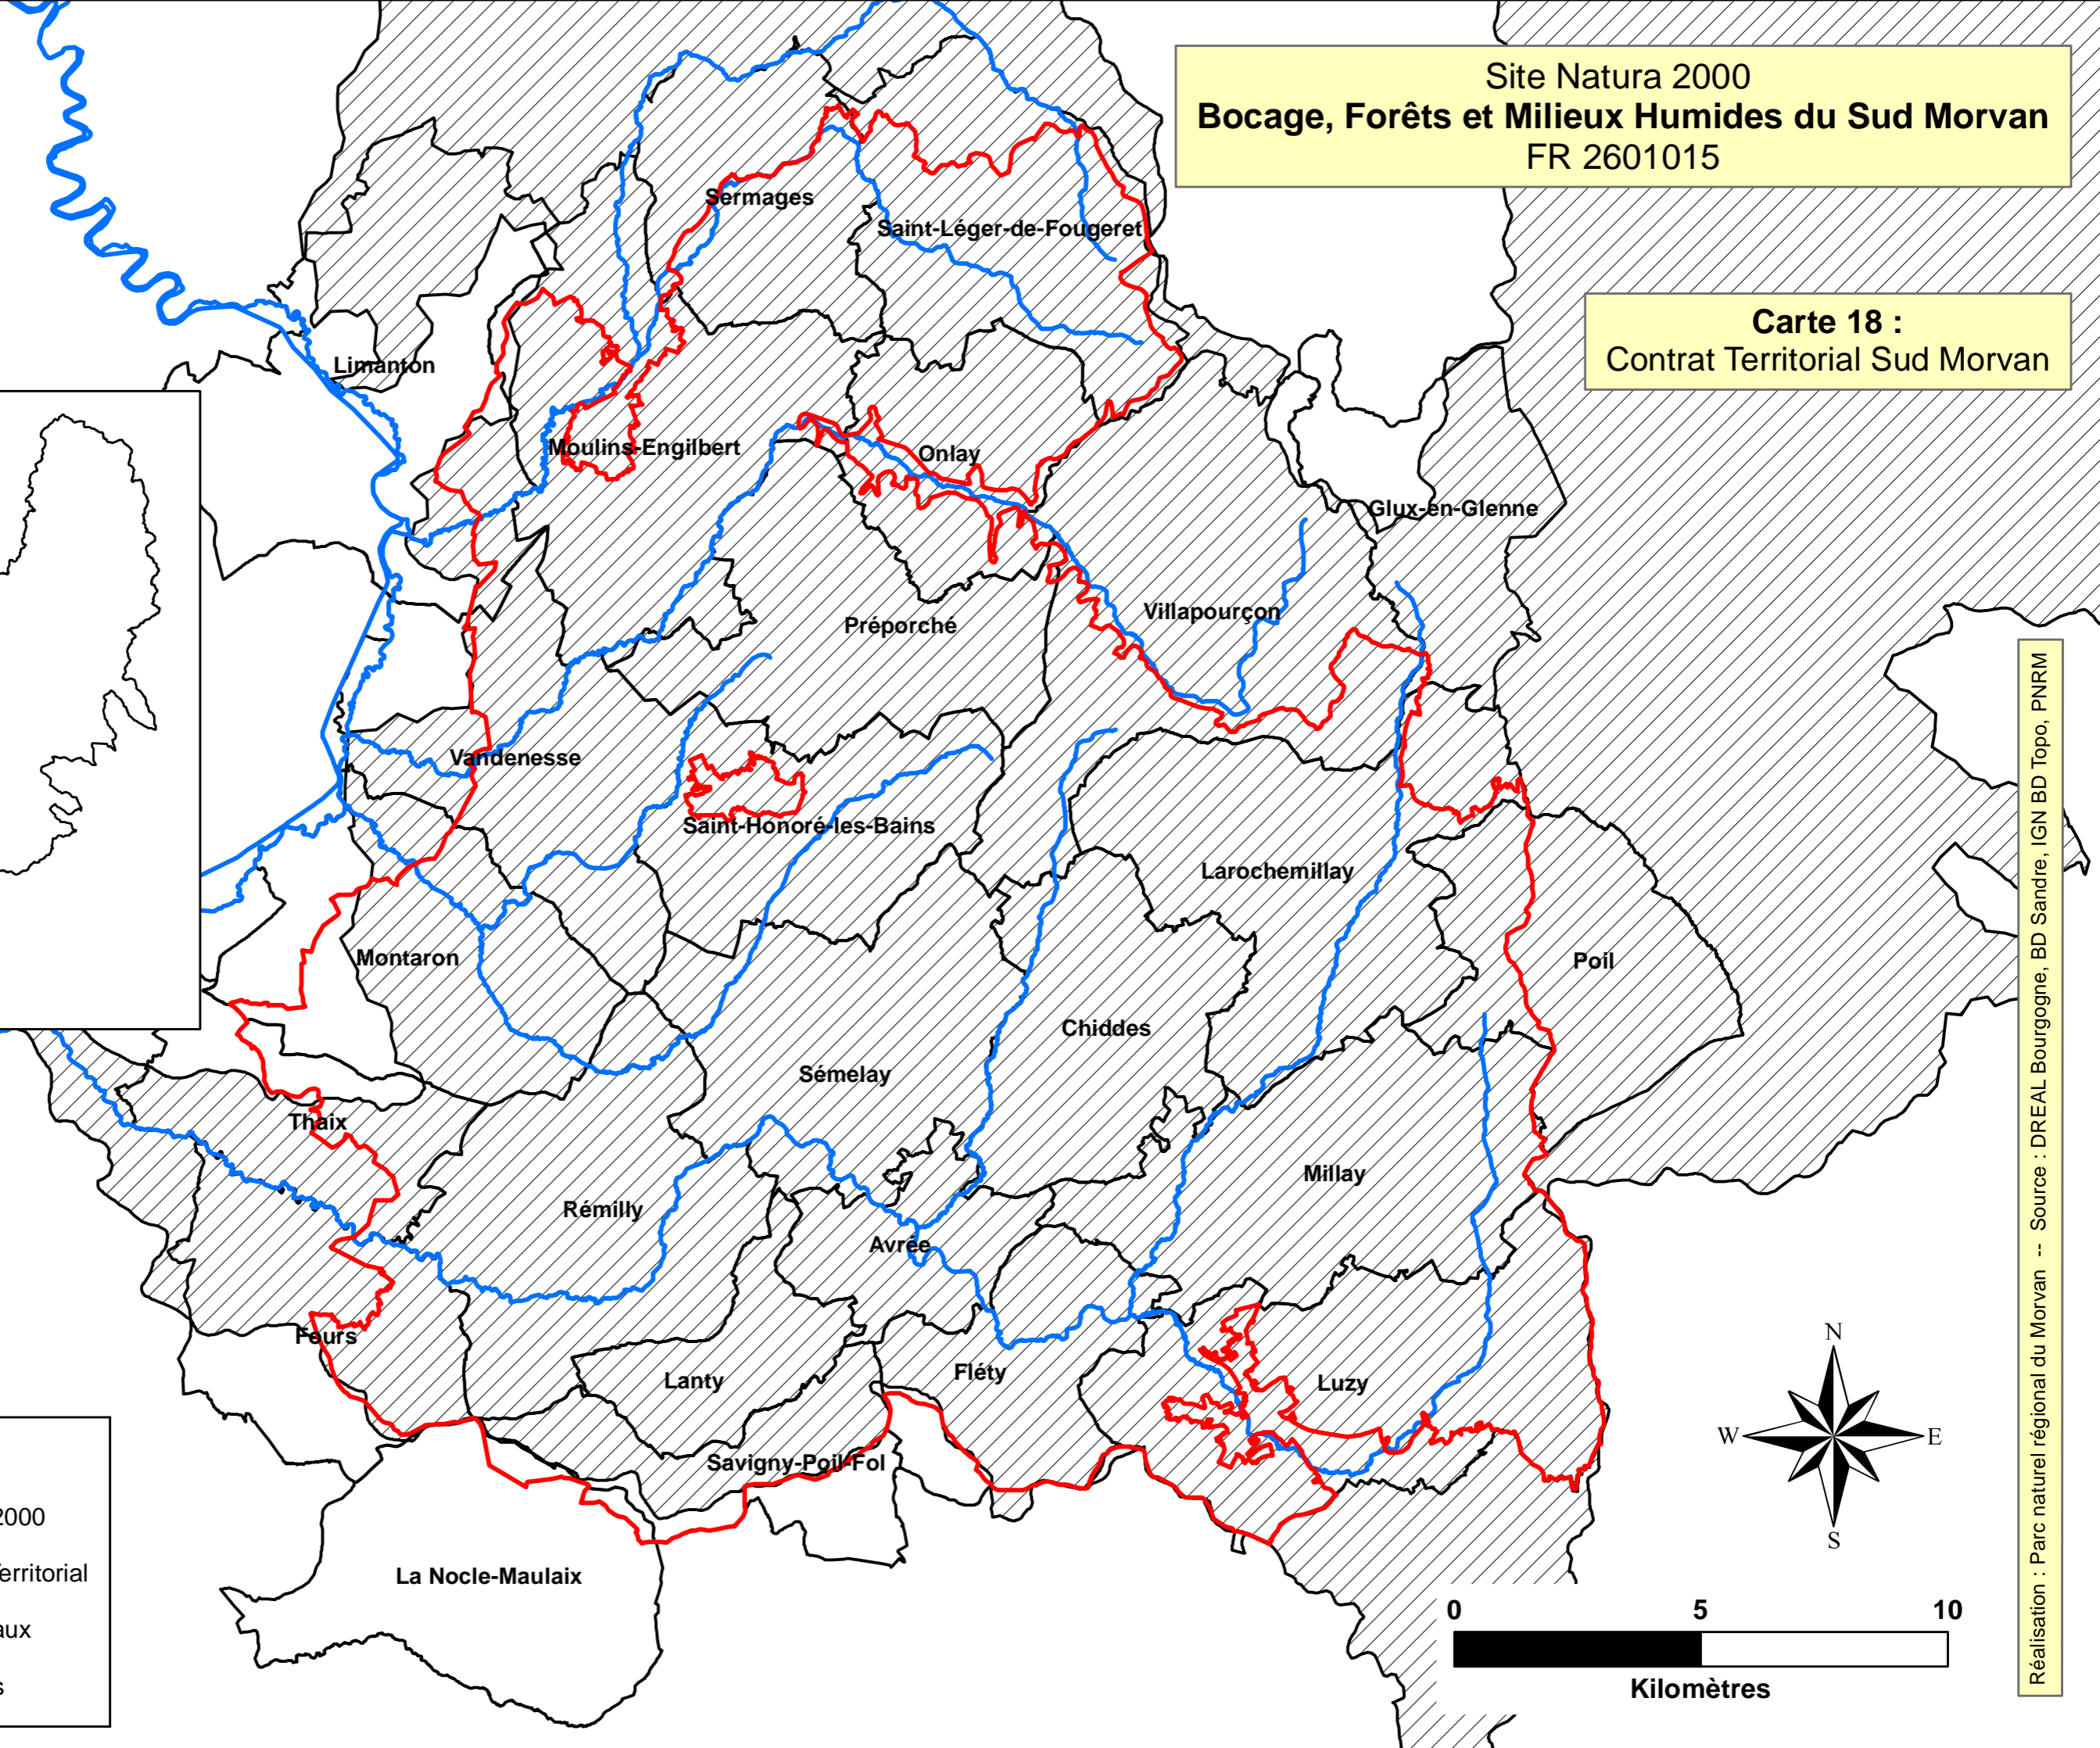 Site Natura 2000
Bocage, Forêts et Milieux Humides du Sud Morvan
FR 2601015
Carte 18 :
Contrat Territorial Sud Morvan
Sermages
Saint-Léger-de-Fougeret
Limanton
Moulins-Engilbert
Onlay
Glux-en-Glenne
Préporché
Villapourçon
Vandenesse
Saint-Honoré-les-Bains
Larochemillay
Montaron
Poil
Chiddes
Sémelay
Thaix
Millay
Rémilly
Avrée
Fours
Lanty
Fléty
Luzy
Savigny-Poil-Fol
La Nocle-Maulaix
2000
Territorial
aux
s
N
W
E
S
0 5 10
Kilomètres
Réalisation : Parc naturel régional du Morvan -- Source : DREAL Bourgogne, BD Sandre, IGN BD Topo, PNRM